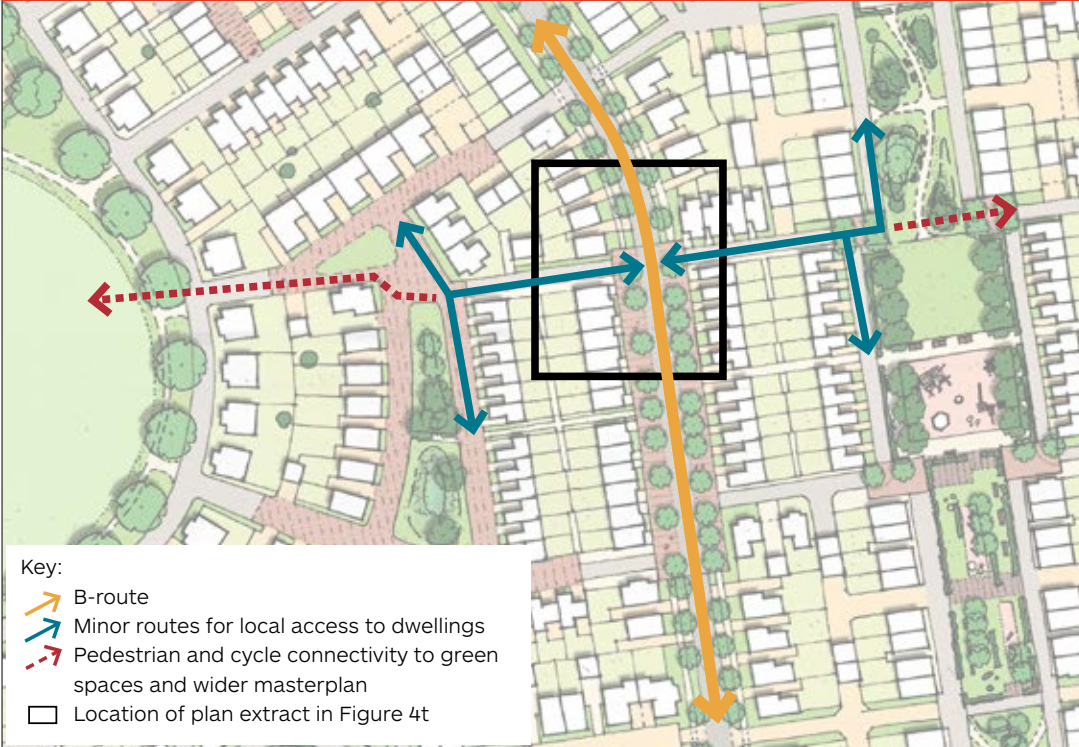 Key:
B-route
Minor routes for local access to dwellings
Pedestrian and cycle connectivity to green
spaces and wider masterplan
Location of plan extract in Figure 4t